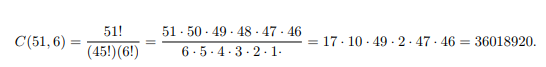 C(51, 6) = 51! / (45!)(6!) = 51 · 50 · 49 · 48 · 47 · 46 / 6 · 5 · 4 · 3 · 2 · 1· = 17 · 10 · 49 · 2 · 47 · 46 = 36018920.